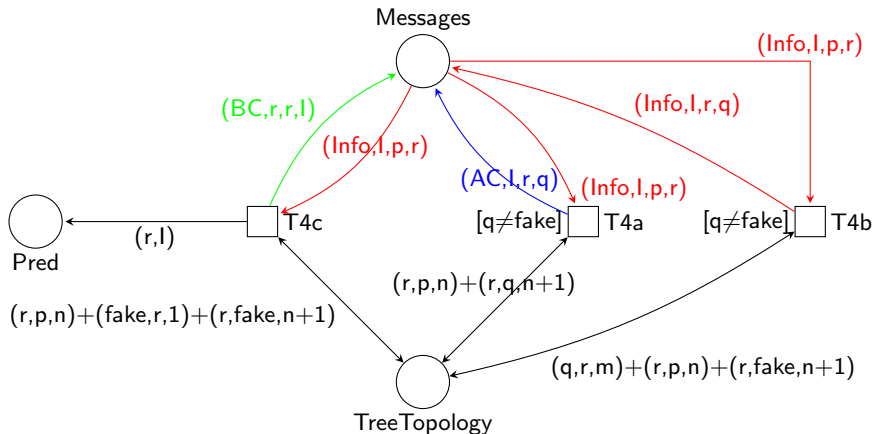 Messages
(Info,l,p,r)
(Info,l,r,q)
(BC,r,r,l)
(Info,l,p,r)
(AC,l,r,q)
(Info,l,p,r)
T4c
[q≠fake]
T4a
[q≠fake]
T4b
(r,l)
Pred
(r,p,n)+(r,q,n+1)
(r,p,n)+(fake,r,1)+(r,fake,n+1)
(q,r,m)+(r,p,n)+(r,fake,n+1)
TreeTopology